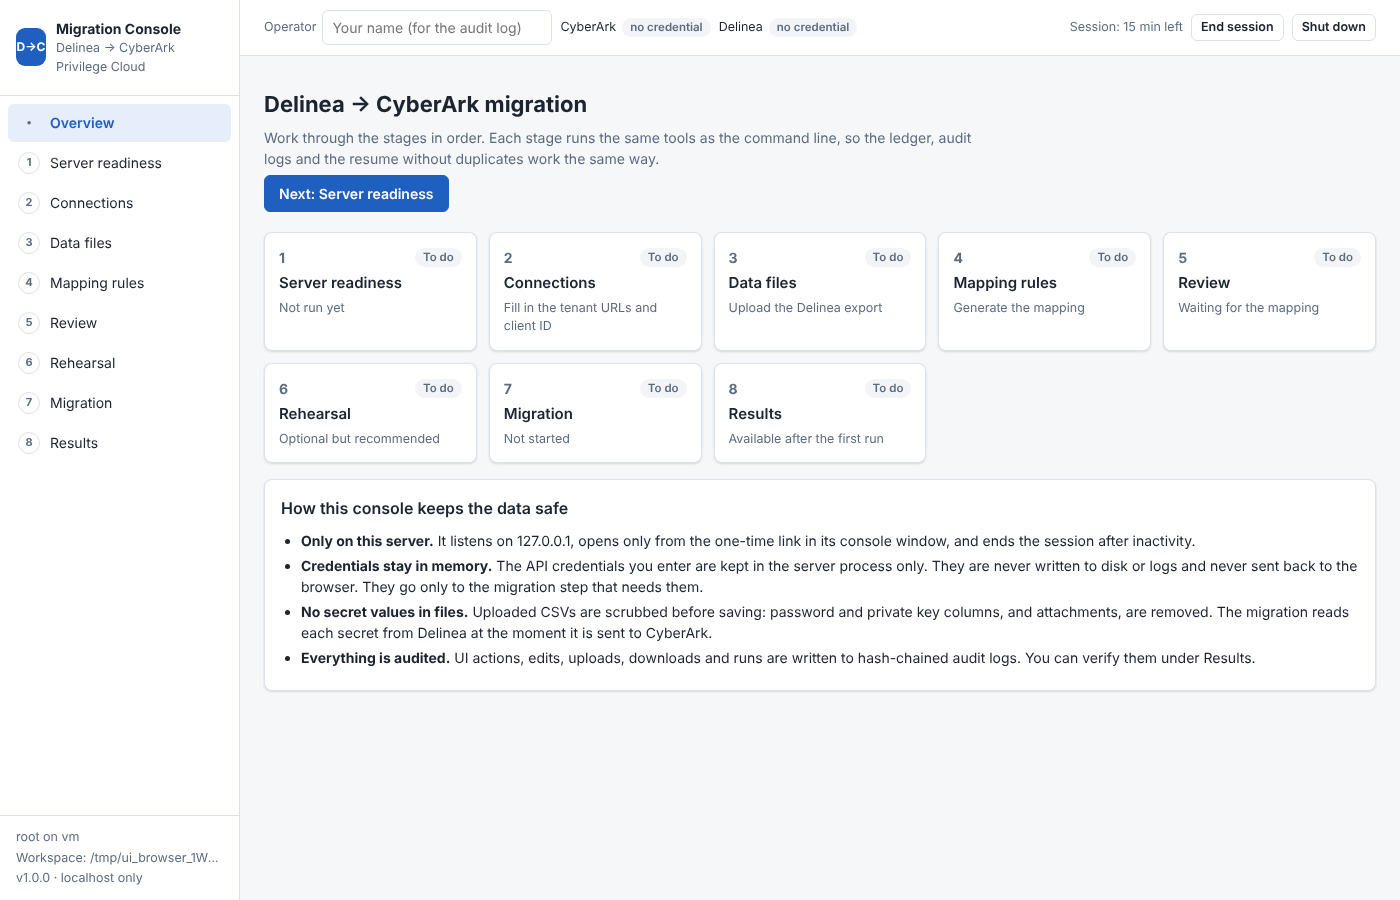 D→C
Migration Console
Delinea → CyberArk
Privilege Cloud
Operator
Your name (for the audit log)
CyberArk
no credential
Delinea
no credential
Session: 15 min left
End session
Shut down
Overview
1 Server readiness
2 Connections
3 Data files
4 Mapping rules
5 Review
6 Rehearsal
7 Migration
8 Results
root on vm
Workspace: /tmp/ui_browser_1W...
v1.0.0 · localhost only
Delinea → CyberArk migration
Work through the stages in order. Each stage runs the same tools as the command line, so the ledger, audit
logs and the resume without duplicates work the same way.
Next: Server readiness
1 To do
Server readiness
Not run yet
2 To do
Connections
Fill in the tenant URLs and
client ID
3 To do
Data files
Upload the Delinea export
4 To do
Mapping rules
Generate the mapping
5 To do
Review
Waiting for the mapping
6 To do
Rehearsal
Optional but recommended
7 To do
Migration
Not started
8 To do
Results
Available after the first run
How this console keeps the data safe
• Only on this server. It listens on 127.0.0.1, opens only from the one-time link in its console window, and ends the session after inactivity.
• Credentials stay in memory. The API credentials you enter are kept in the server process only. They are never written to disk or logs and never sent back to the
browser. They go only to the migration step that needs them.
• No secret values in files. Uploaded CSVs are scrubbed before saving: password and private key columns, and attachments, are removed. The migration reads
each secret from Delinea at the moment it is sent to CyberArk.
• Everything is audited. UI actions, edits, uploads, downloads and runs are written to hash-chained audit logs. You can verify them under Results.